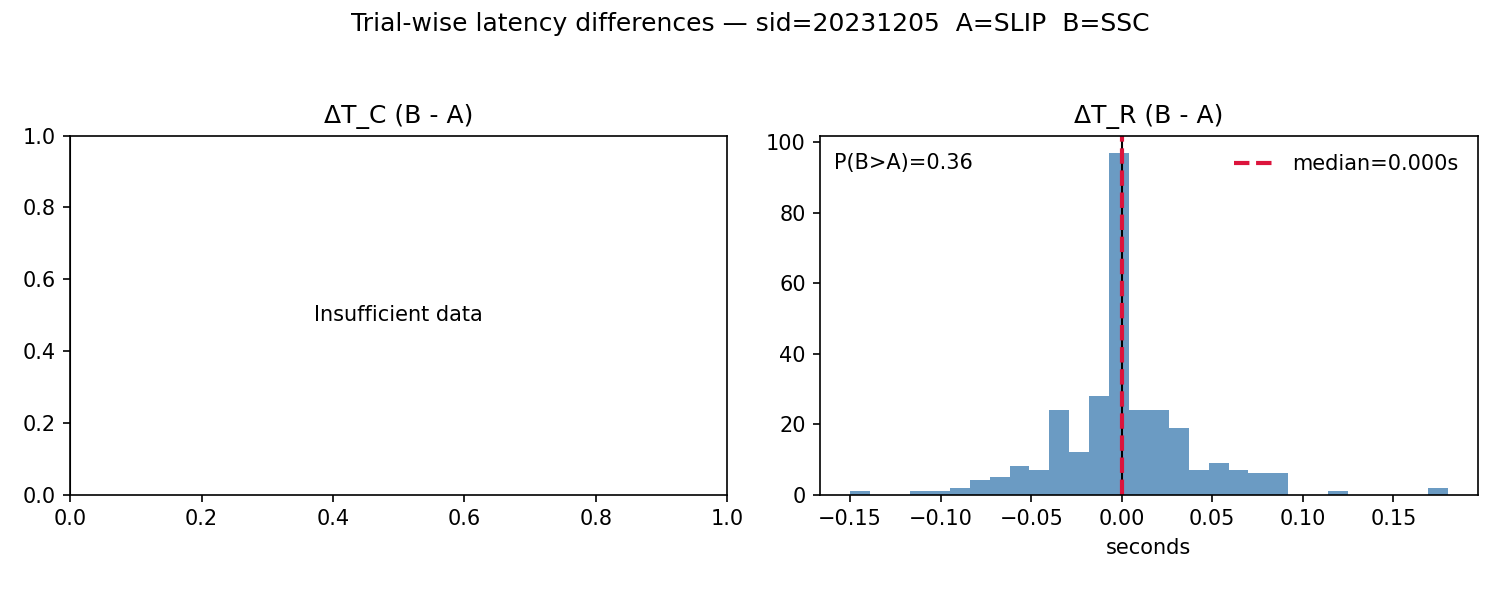 Trial-wise latency differences — sid=20231205  A=SLIP  B=SSC
ΔT_C (B - A)
1.0
0.8
0.6
0.4
0.2
0.0
Insufficient data
0.0 0.2 0.4 0.6 0.8 1.0
ΔT_R (B - A)
100
80
60
40
20
0
P(B>A)=0.36
median=0.000s
−0.15 −0.10 −0.05 0.00 0.05 0.10 0.15
seconds